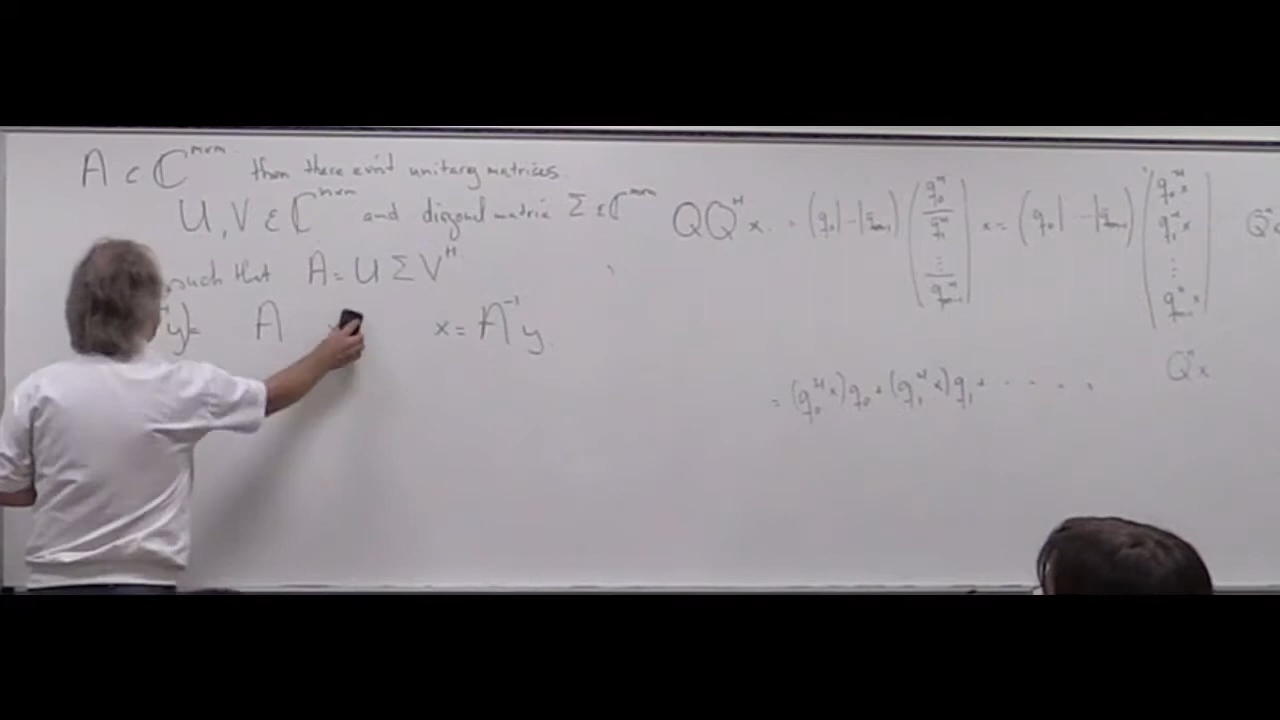 A ∈ ℂ^{m×m} then there exist unitary matrices
U, V ∈ ℂ^{m×m} and diagonal matrix Σ ∈ ℂ^{m×m}
such that A = U Σ V^H
y) = A x = A^{-1} y
Q Q^H x = (q_0 | – | q_{m-1}) (q_0^H / q_1^H / ⋮ / q_{m-1}^H) x = (q_0 | – | q_{m-1}) (q_0^H x q_1^H x ⋮ q_{m-1}^H x)
Q^H x
= (q_0^H x) q_0 + (q_1^H x) q_1 + · · · ·